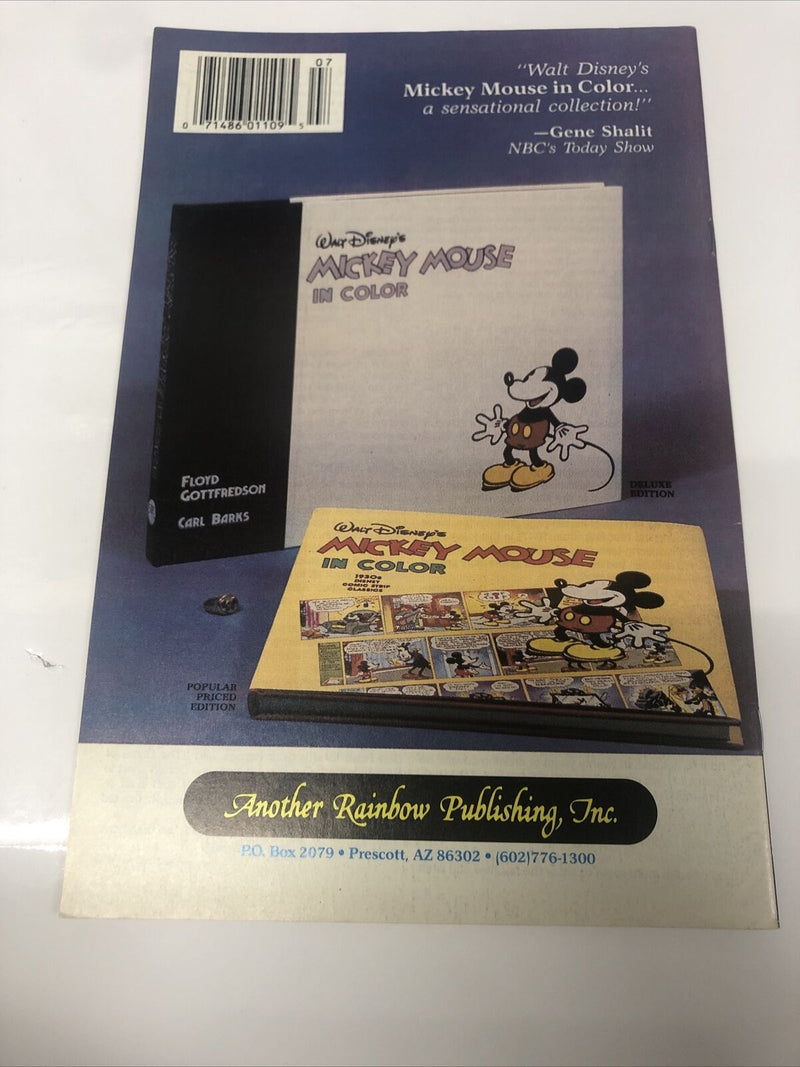 07
0 71486 01109 5
"Walt Disney's
Mickey Mouse in Color...
a sensational collection!"
—Gene Shalit
NBC's Today Show
WALT DISNEY'S
MICKEY MOUSE
IN COLOR
FLOYD
GOTTFREDSON
CARL BARKS
DELUXE
EDITION
WALT DISNEY'S
MICKEY MOUSE
IN COLOR
1930s
DISNEY
COMIC STRIP
CLASSICS
POPULAR
PRICED
EDITION
Another Rainbow Publishing, Inc.
P.O. Box 2079 • Prescott, AZ 86302 • (602)776-1300